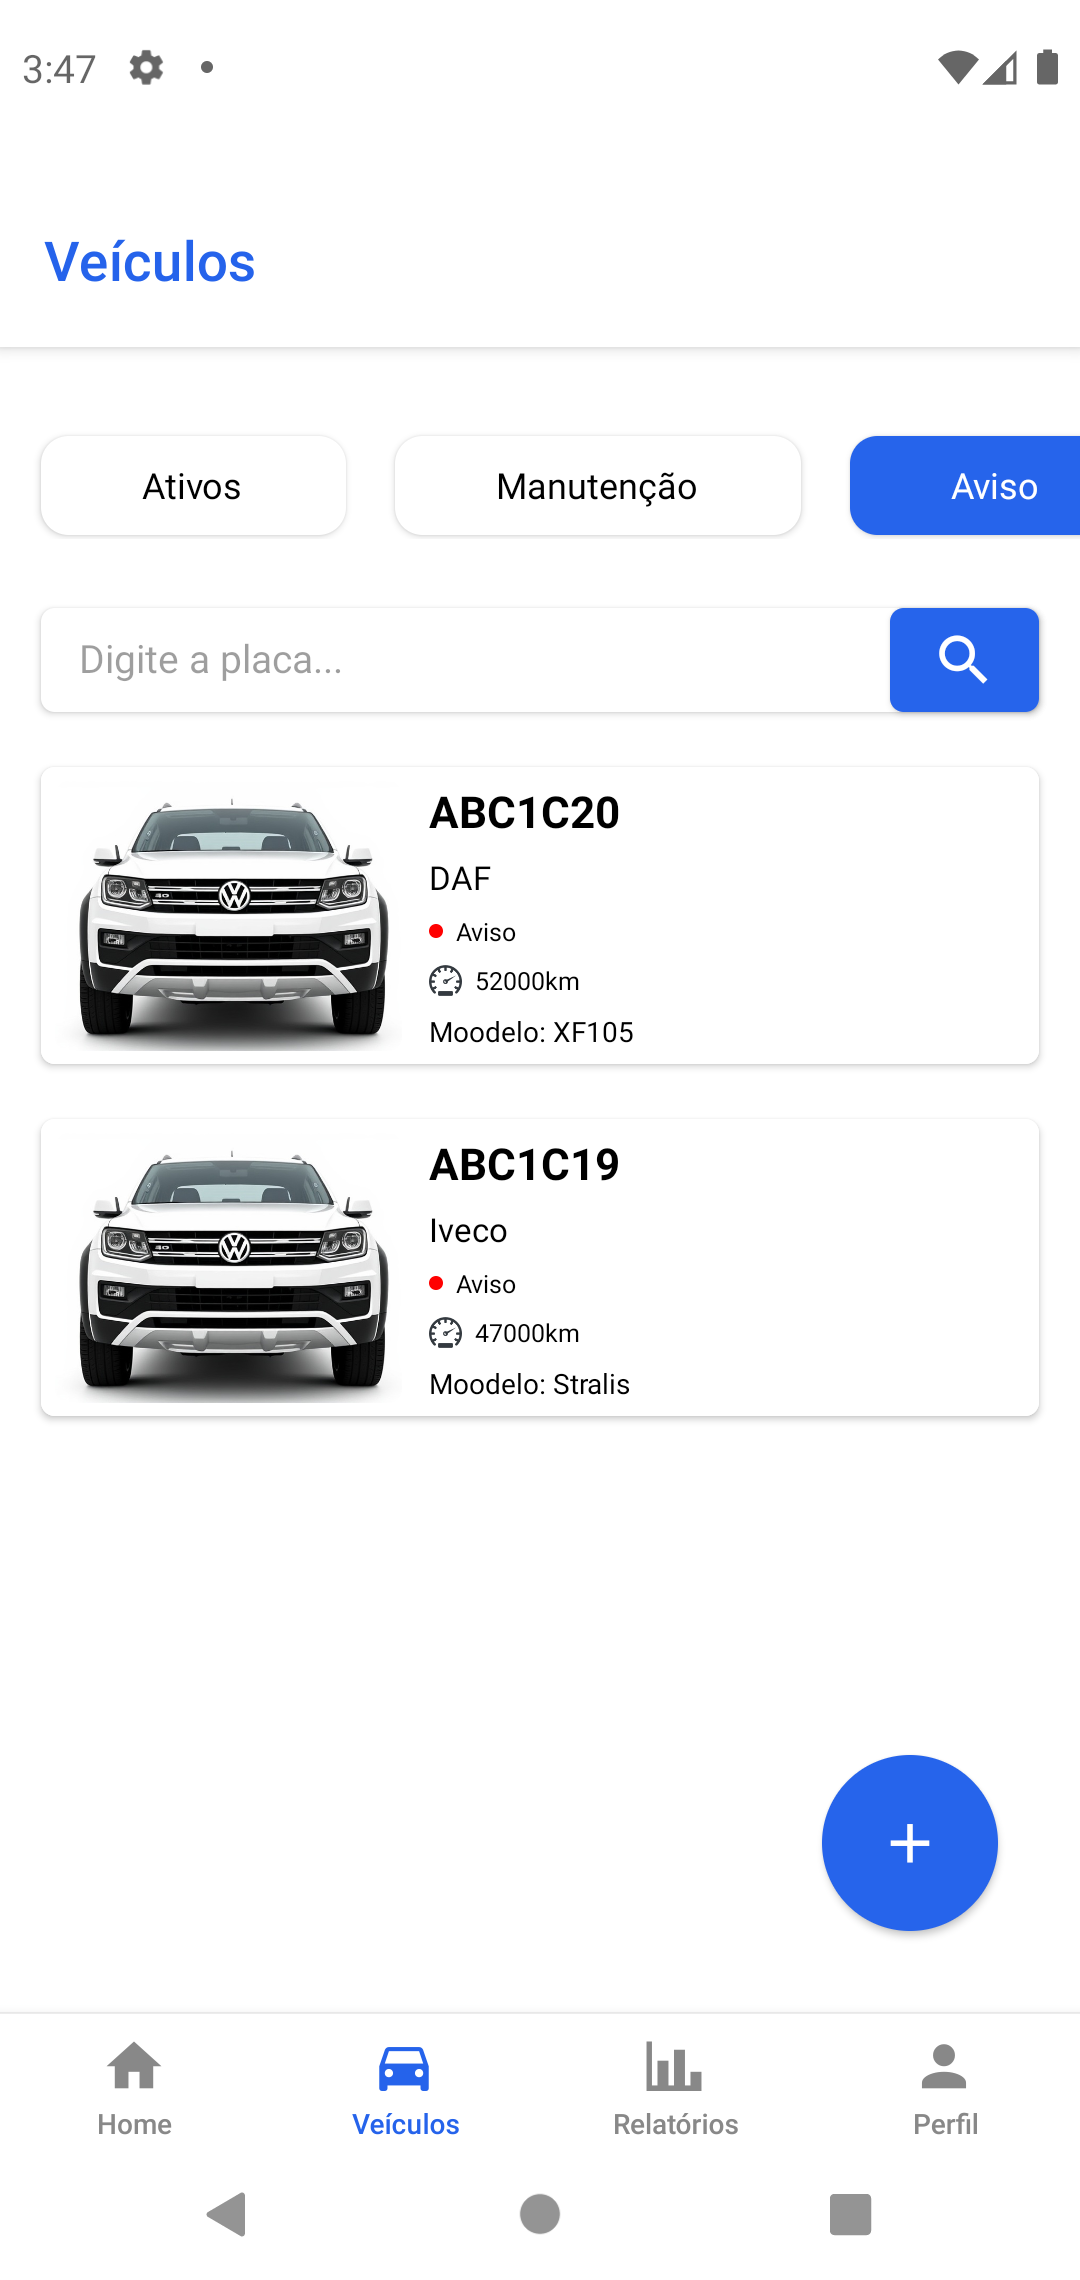 3:47
Veículos
Ativos Manutenção Aviso
Digite a placa...
ABC1C20
DAF
Aviso
52000km
Moodelo: XF105
ABC1C19
Iveco
Aviso
47000km
Moodelo: Stralis
Home Veículos Relatórios Perfil